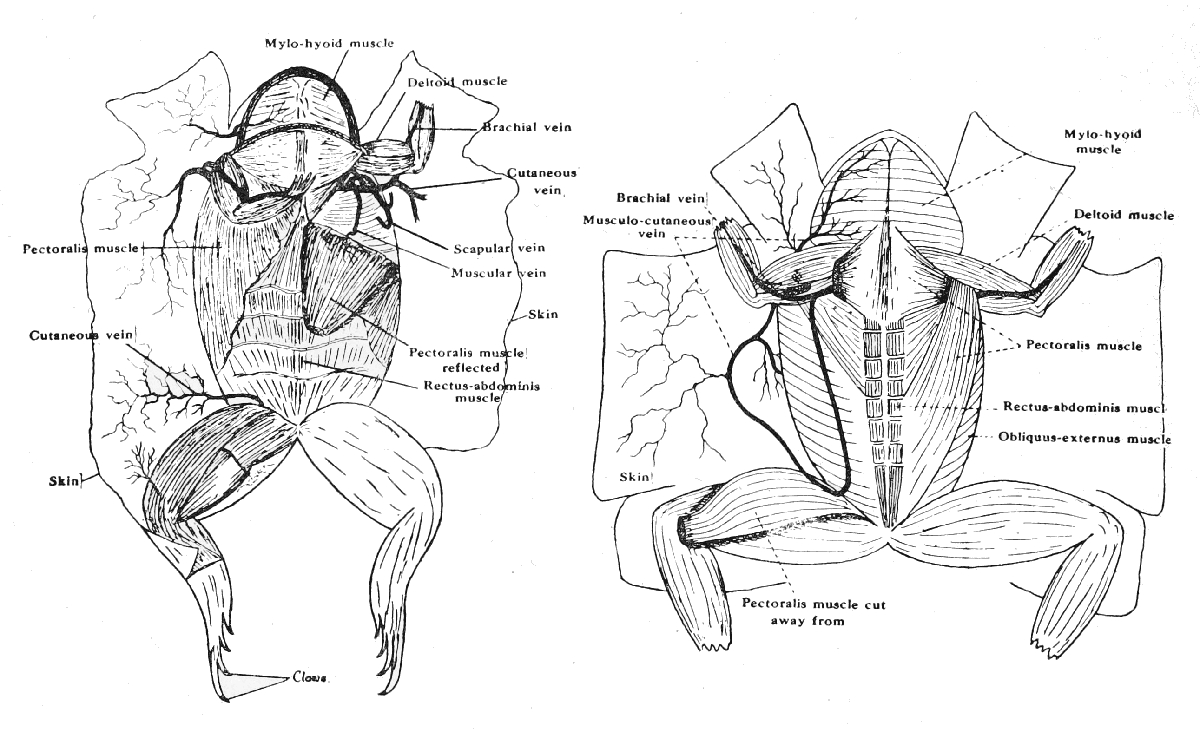 Mylo-hyoid muscle
Deltoid muscle
Brachial vein
Cutaneous
vein
Pectoralis muscle
Scapular vein
Muscular vein
Skin
Cutaneous vein
Pectoralis muscle
reflected
Rectus-abdominis
muscle
Skin
Claws.
Mylo-hyoid
muscle
Brachial vein
Deltoid muscle
Musculo-cutaneous
vein
Pectoralis muscle
Rectus-abdominis muscl
Obliquus-externus muscle
Skin
Pectoralis muscle cut
away from